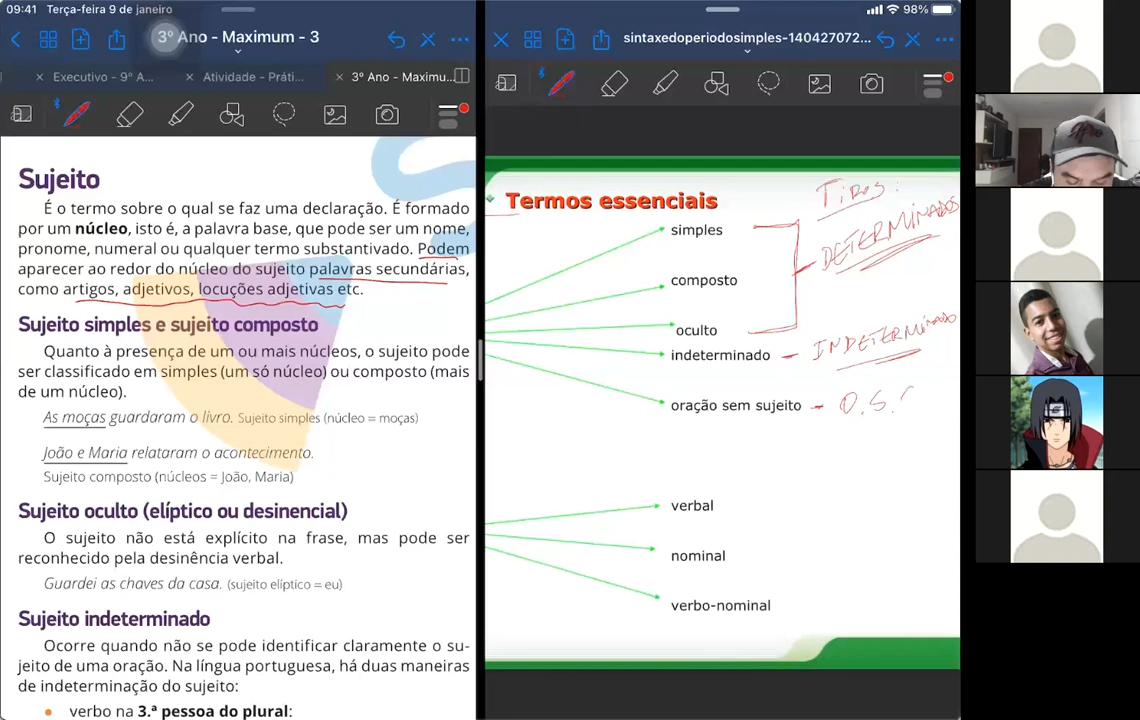 09:41 Terça-feira 9 de janeiro
3º Ano - Maximum - 3
Executivo - 9º A...
Atividade - Práti...
3º Ano - Maximu...
Sujeito
É o termo sobre o qual se faz uma declaração. É formado
por um núcleo, isto é, a palavra base, que pode ser um nome,
pronome, numeral ou qualquer termo substantivado. Podem
aparecer ao redor do núcleo do sujeito palavras secundárias,
como artigos, adjetivos, locuções adjetivas etc.
Sujeito simples e sujeito composto
Quanto à presença de um ou mais núcleos, o sujeito pode
ser classificado em simples (um só núcleo) ou composto (mais
de um núcleo).
As moças guardaram o livro. Sujeito simples (núcleo = moças)
João e Maria relataram o acontecimento.
Sujeito composto (núcleos = João, Maria)
Sujeito oculto (elíptico ou desinencial)
O sujeito não está explícito na frase, mas pode ser
reconhecido pela desinência verbal.
Guardei as chaves da casa. (sujeito elíptico = eu)
Sujeito indeterminado
Ocorre quando não se pode identificar claramente o su-
jeito de uma oração. Na língua portuguesa, há duas maneiras
de indeterminação do sujeito:
verbo na 3.ª pessoa do plural:
98%
sintaxedoperiodosimples-140427072...
Termos essenciais
Tipos:
simples
DETERMINADOS
composto
oculto
indeterminado - INDETERMINADO
oração sem sujeito - O.S.
verbal
nominal
verbo-nominal